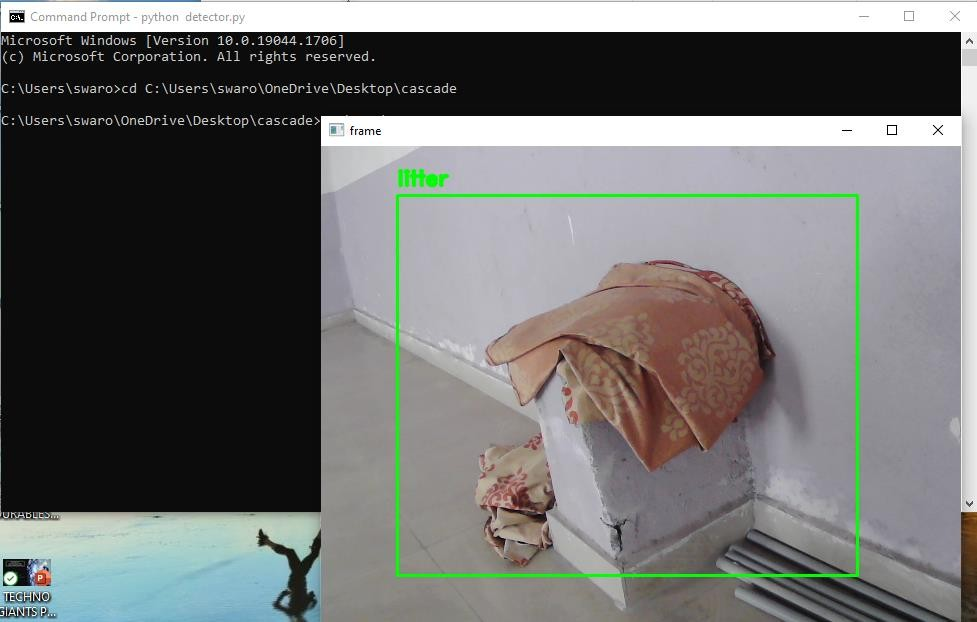 Command Prompt - python detector.py
Microsoft Windows [Version 10.0.19044.1706]
(c) Microsoft Corporation. All rights reserved.
C:\Users\swaro>cd C:\Users\swaro\OneDrive\Desktop\cascade
C:\Users\swaro\OneDrive\Desktop\cascade>
frame
litter
TECHNO
GIANTS P...